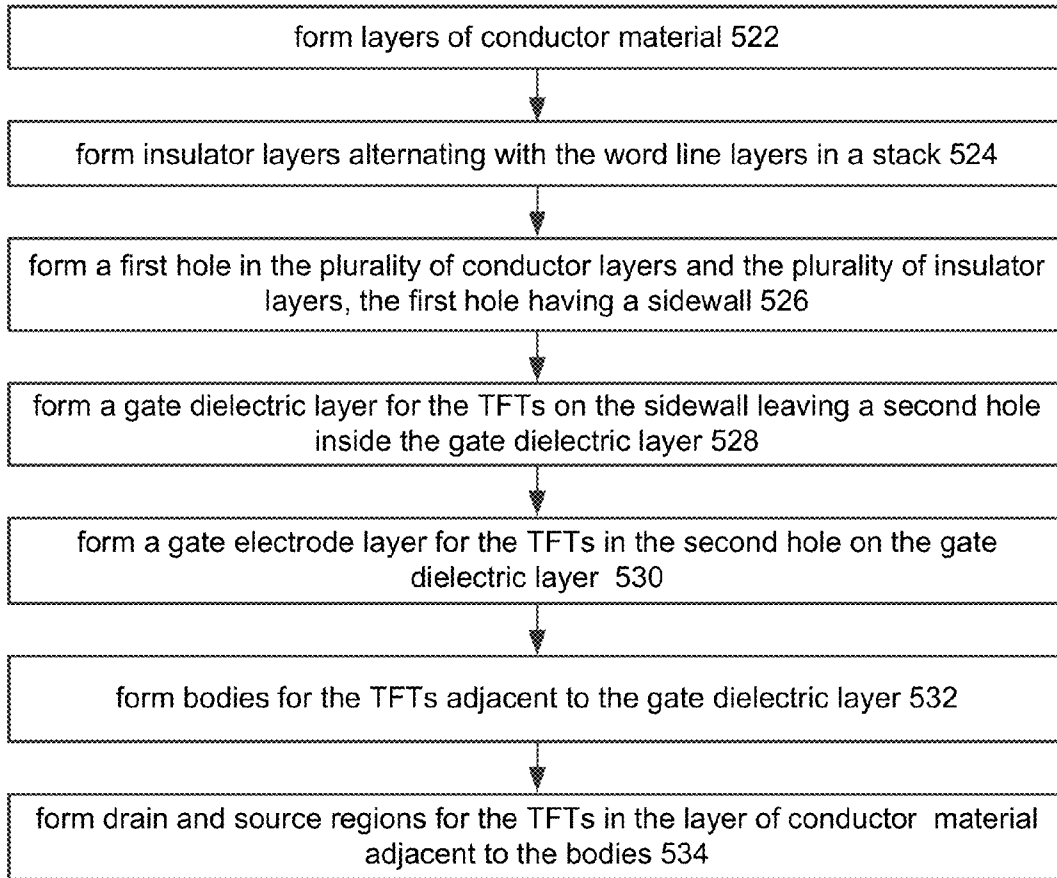 form layers of conductor material 522
form insulator layers alternating with the word line layers in a stack 524
form a first hole in the plurality of conductor layers and the plurality of insulator
layers, the first hole having a sidewall 526
form a gate dielectric layer for the TFTs on the sidewall leaving a second hole
inside the gate dielectric layer 528
form a gate electrode layer for the TFTs in the second hole on the gate
dielectric layer 530
form bodies for the TFTs adjacent to the gate dielectric layer 532
form drain and source regions for the TFTs in the layer of conductor material
adjacent to the bodies 534